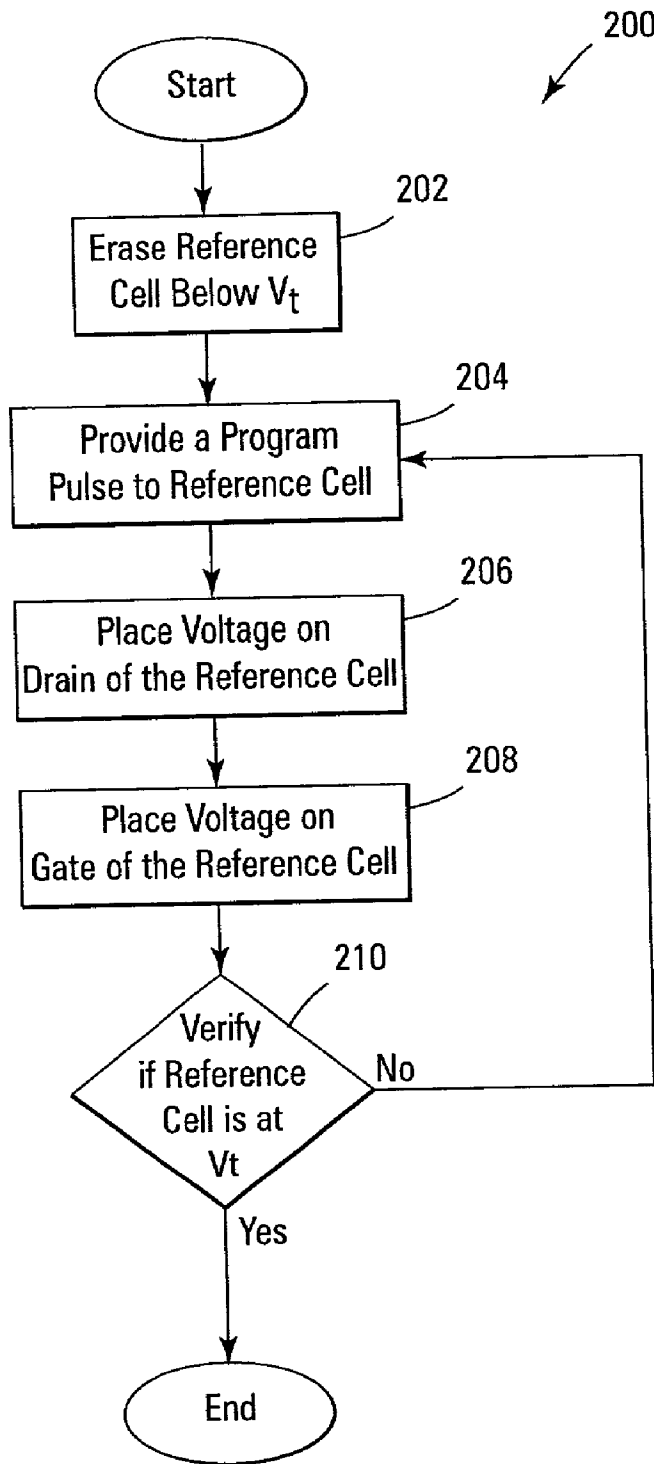 200
Start
202
Erase Reference
Cell Below Vt
204
Provide a Program
Pulse to Reference Cell
206
Place Voltage on
Drain of the Reference Cell
208
Place Voltage on
Gate of the Reference Cell
210
Verify
if Reference
Cell is at
Vt
No
Yes
End